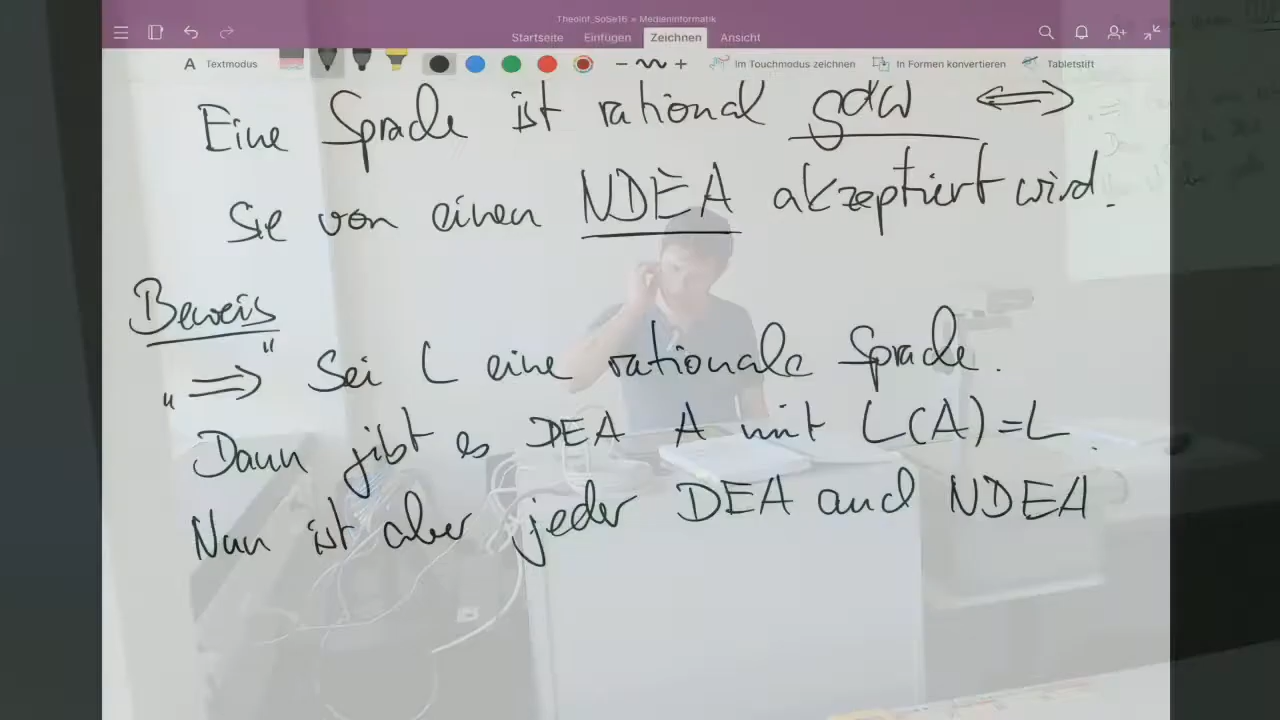 TheoInf_SoSe16 » Medieninformatik
Startseite Einfügen Zeichnen Ansicht
A Textmodus Im Touchmodus zeichnen In Formen konvertieren Tabletstift
Eine Sprache ist rational gdw ⟺
sie von einen NDEA akzeptiert wird.
Beweis
„⟹" Sei L eine rationale Sprache.
Dann gibt es DEA A mit L(A)=L.
Nun ist aber jeder DEA auch NDEA